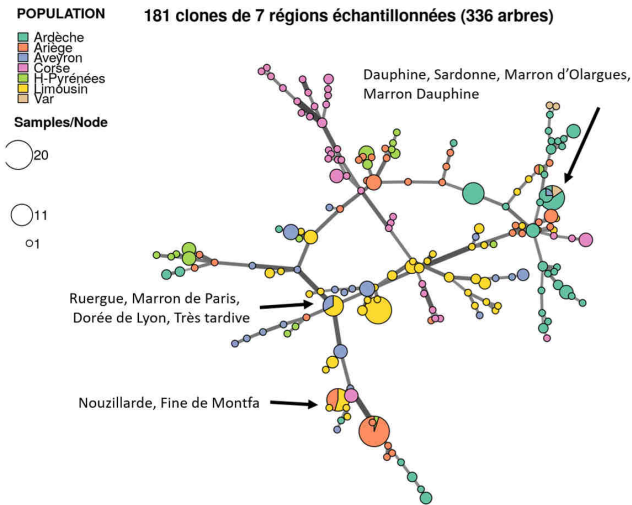 POPULATION
181 clones de 7 régions échantillonnées (336 arbres)
Ardèche
Ariège
Aveyron
Corse
H-Pyrénées
Limousin
Var
Samples/Node
20
11
1
Dauphine, Sardonne, Marron d’Olargues,
Marron Dauphine
Ruergue, Marron de Paris,
Dorée de Lyon, Très tardive
Nouzillarde, Fine de Montfa